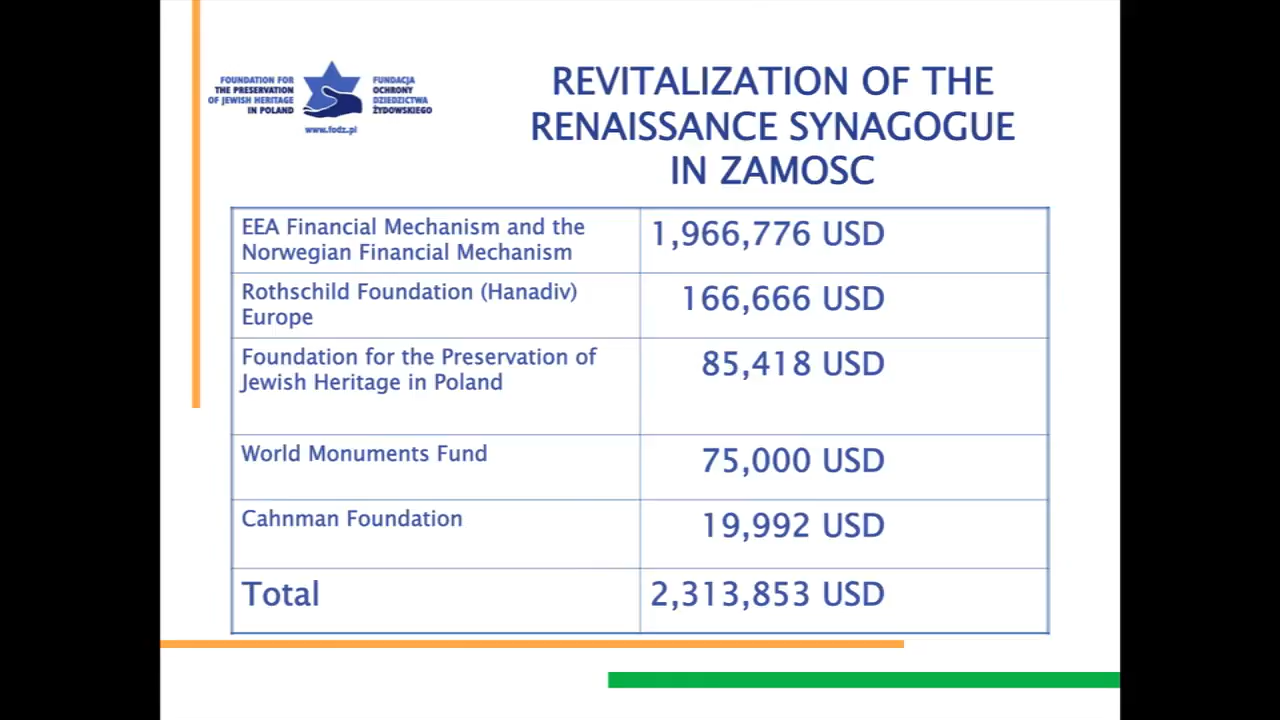 FOUNDATION FOR
THE PRESERVATION
OF JEWISH HERITAGE
IN POLAND
FUNDACJA
OCHRONY
DZIEDZICTWA
ŻYDOWSKIEGO
www.fodz.pl
REVITALIZATION OF THE
RENAISSANCE SYNAGOGUE
IN ZAMOSC
EEA Financial Mechanism and the
Norwegian Financial Mechanism
1,966,776 USD
Rothschild Foundation (Hanadiv)
Europe
166,666 USD
Foundation for the Preservation of
Jewish Heritage in Poland
85,418 USD
World Monuments Fund
75,000 USD
Cahnman Foundation
19,992 USD
Total
2,313,853 USD